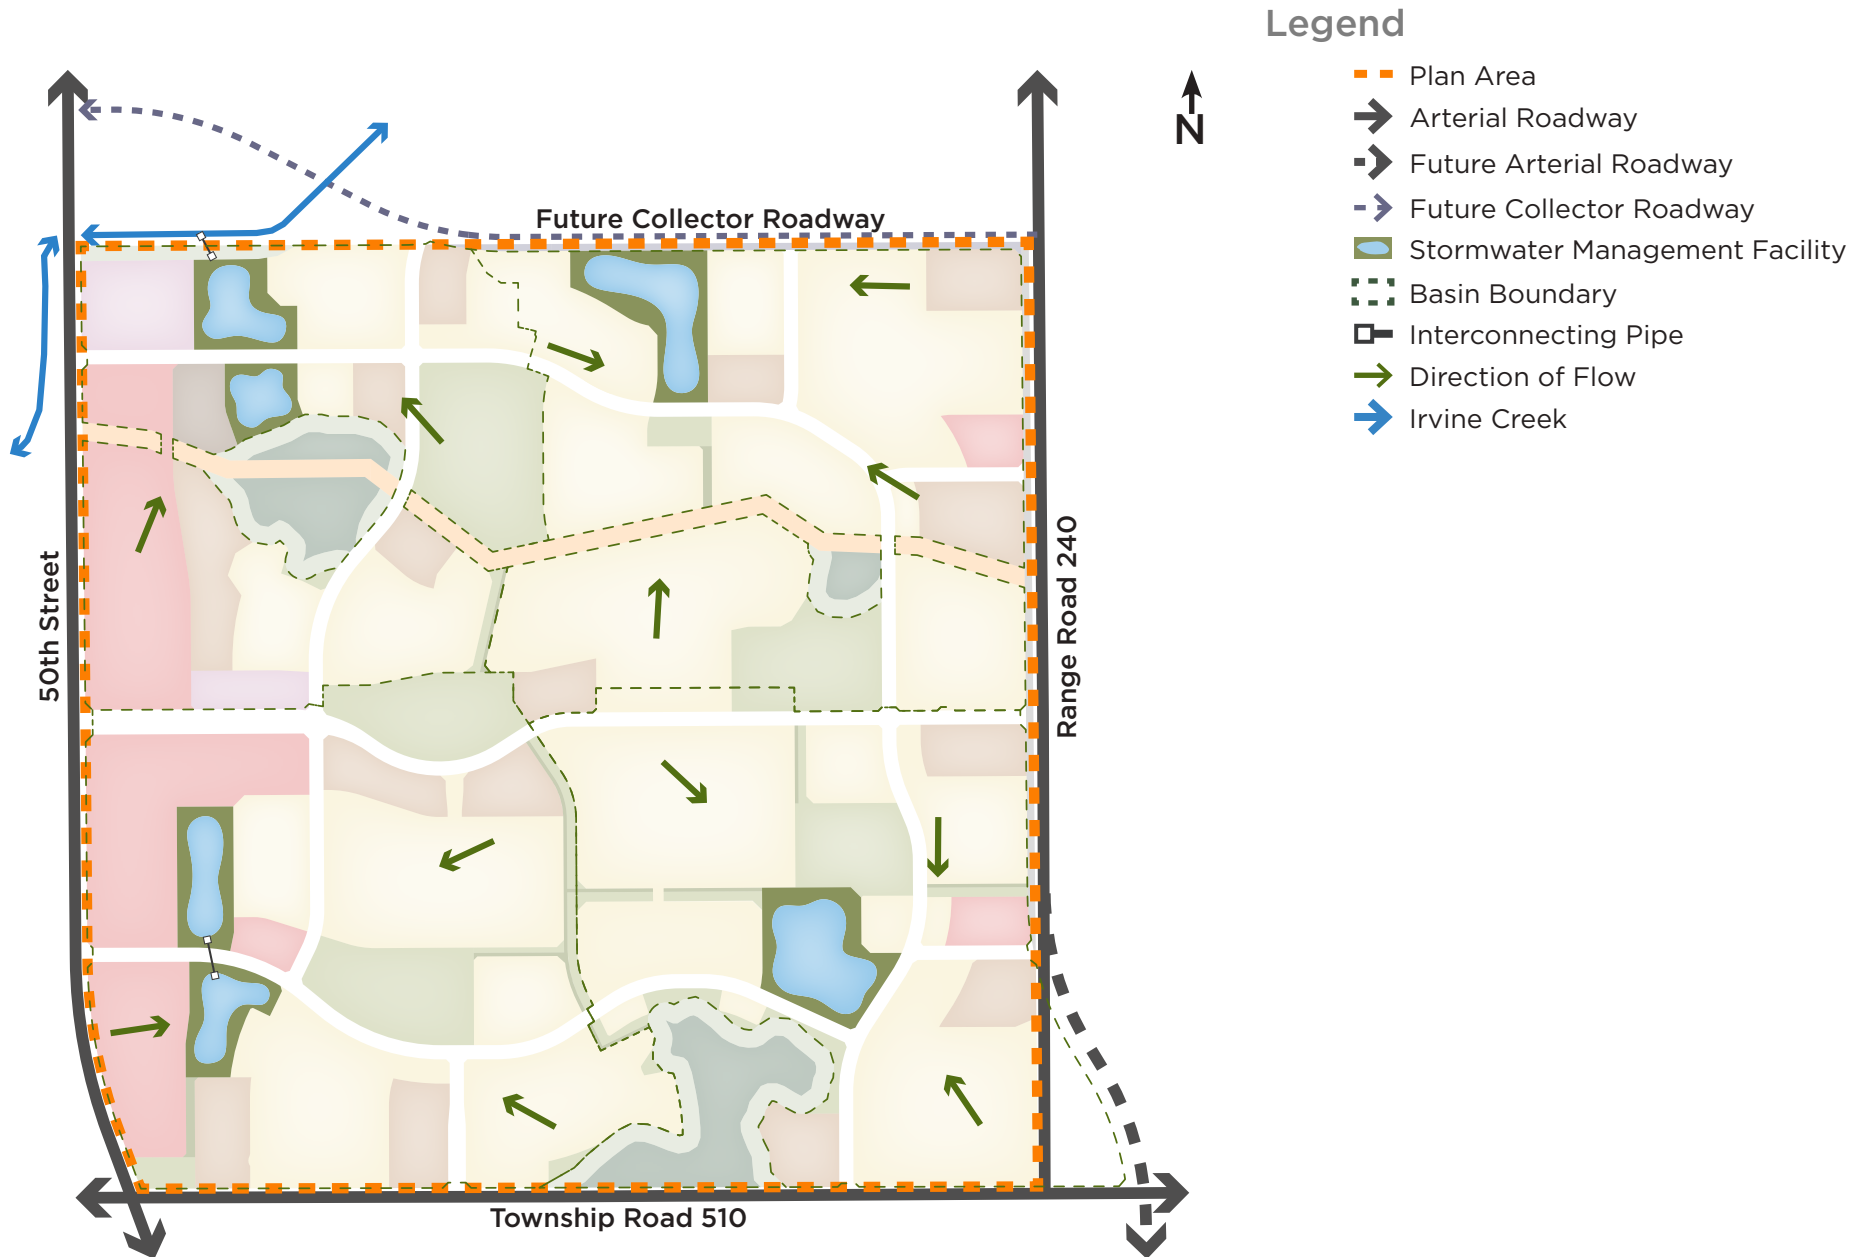 Legend
Plan Area
Arterial Roadway
Future Arterial Roadway
Future Collector Roadway
Stormwater Management Facility
Basin Boundary
Interconnecting Pipe
Direction of Flow
Irvine Creek
N
Future Collector Roadway
50th Street
Range Road 240
Township Road 510